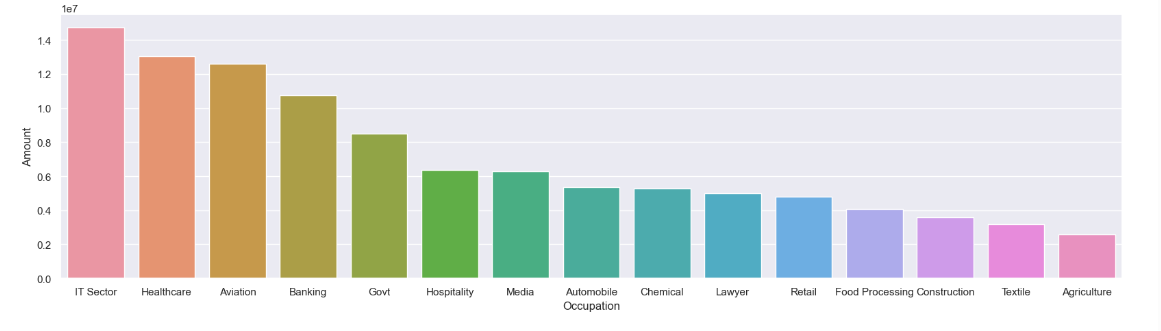 1e7
1.4
1.2
1.0
0.8
0.6
0.4
0.2
0.0
Amount
IT Sector Healthcare Aviation Banking Govt Hospitality Media Automobile Chemical Lawyer Retail Food Processing Construction Textile Agriculture
Occupation